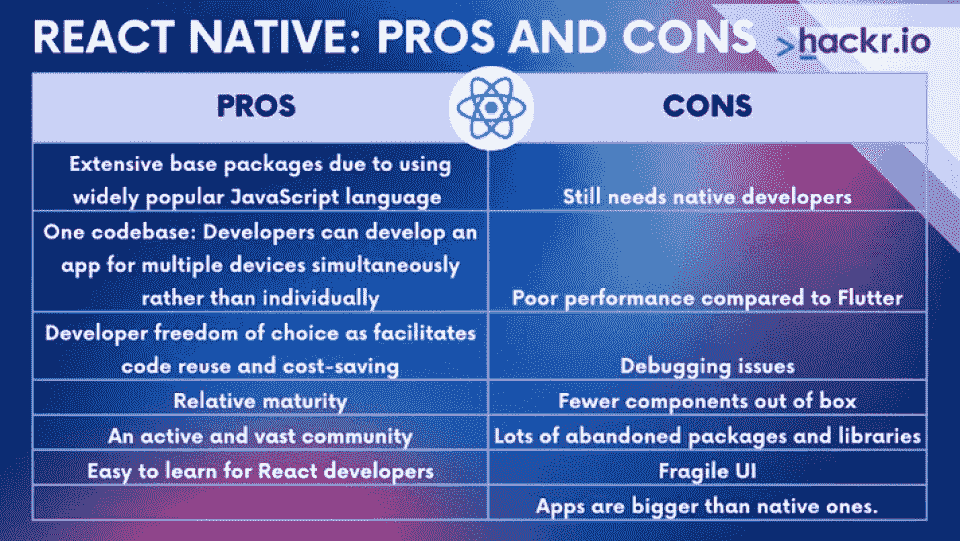 REACT NATIVE: PROS AND CONS
>hackr.io
PROS
CONS
Extensive base packages due to using
widely popular JavaScript language
Still needs native developers
One codebase: Developers can develop an
app for multiple devices simultaneously
rather than individually
Poor performance compared to Flutter
Developer freedom of choice as facilitates
code reuse and cost-saving
Debugging issues
Relative maturity
Fewer components out of box
An active and vast community
Lots of abandoned packages and libraries
Easy to learn for React developers
Fragile UI
Apps are bigger than native ones.